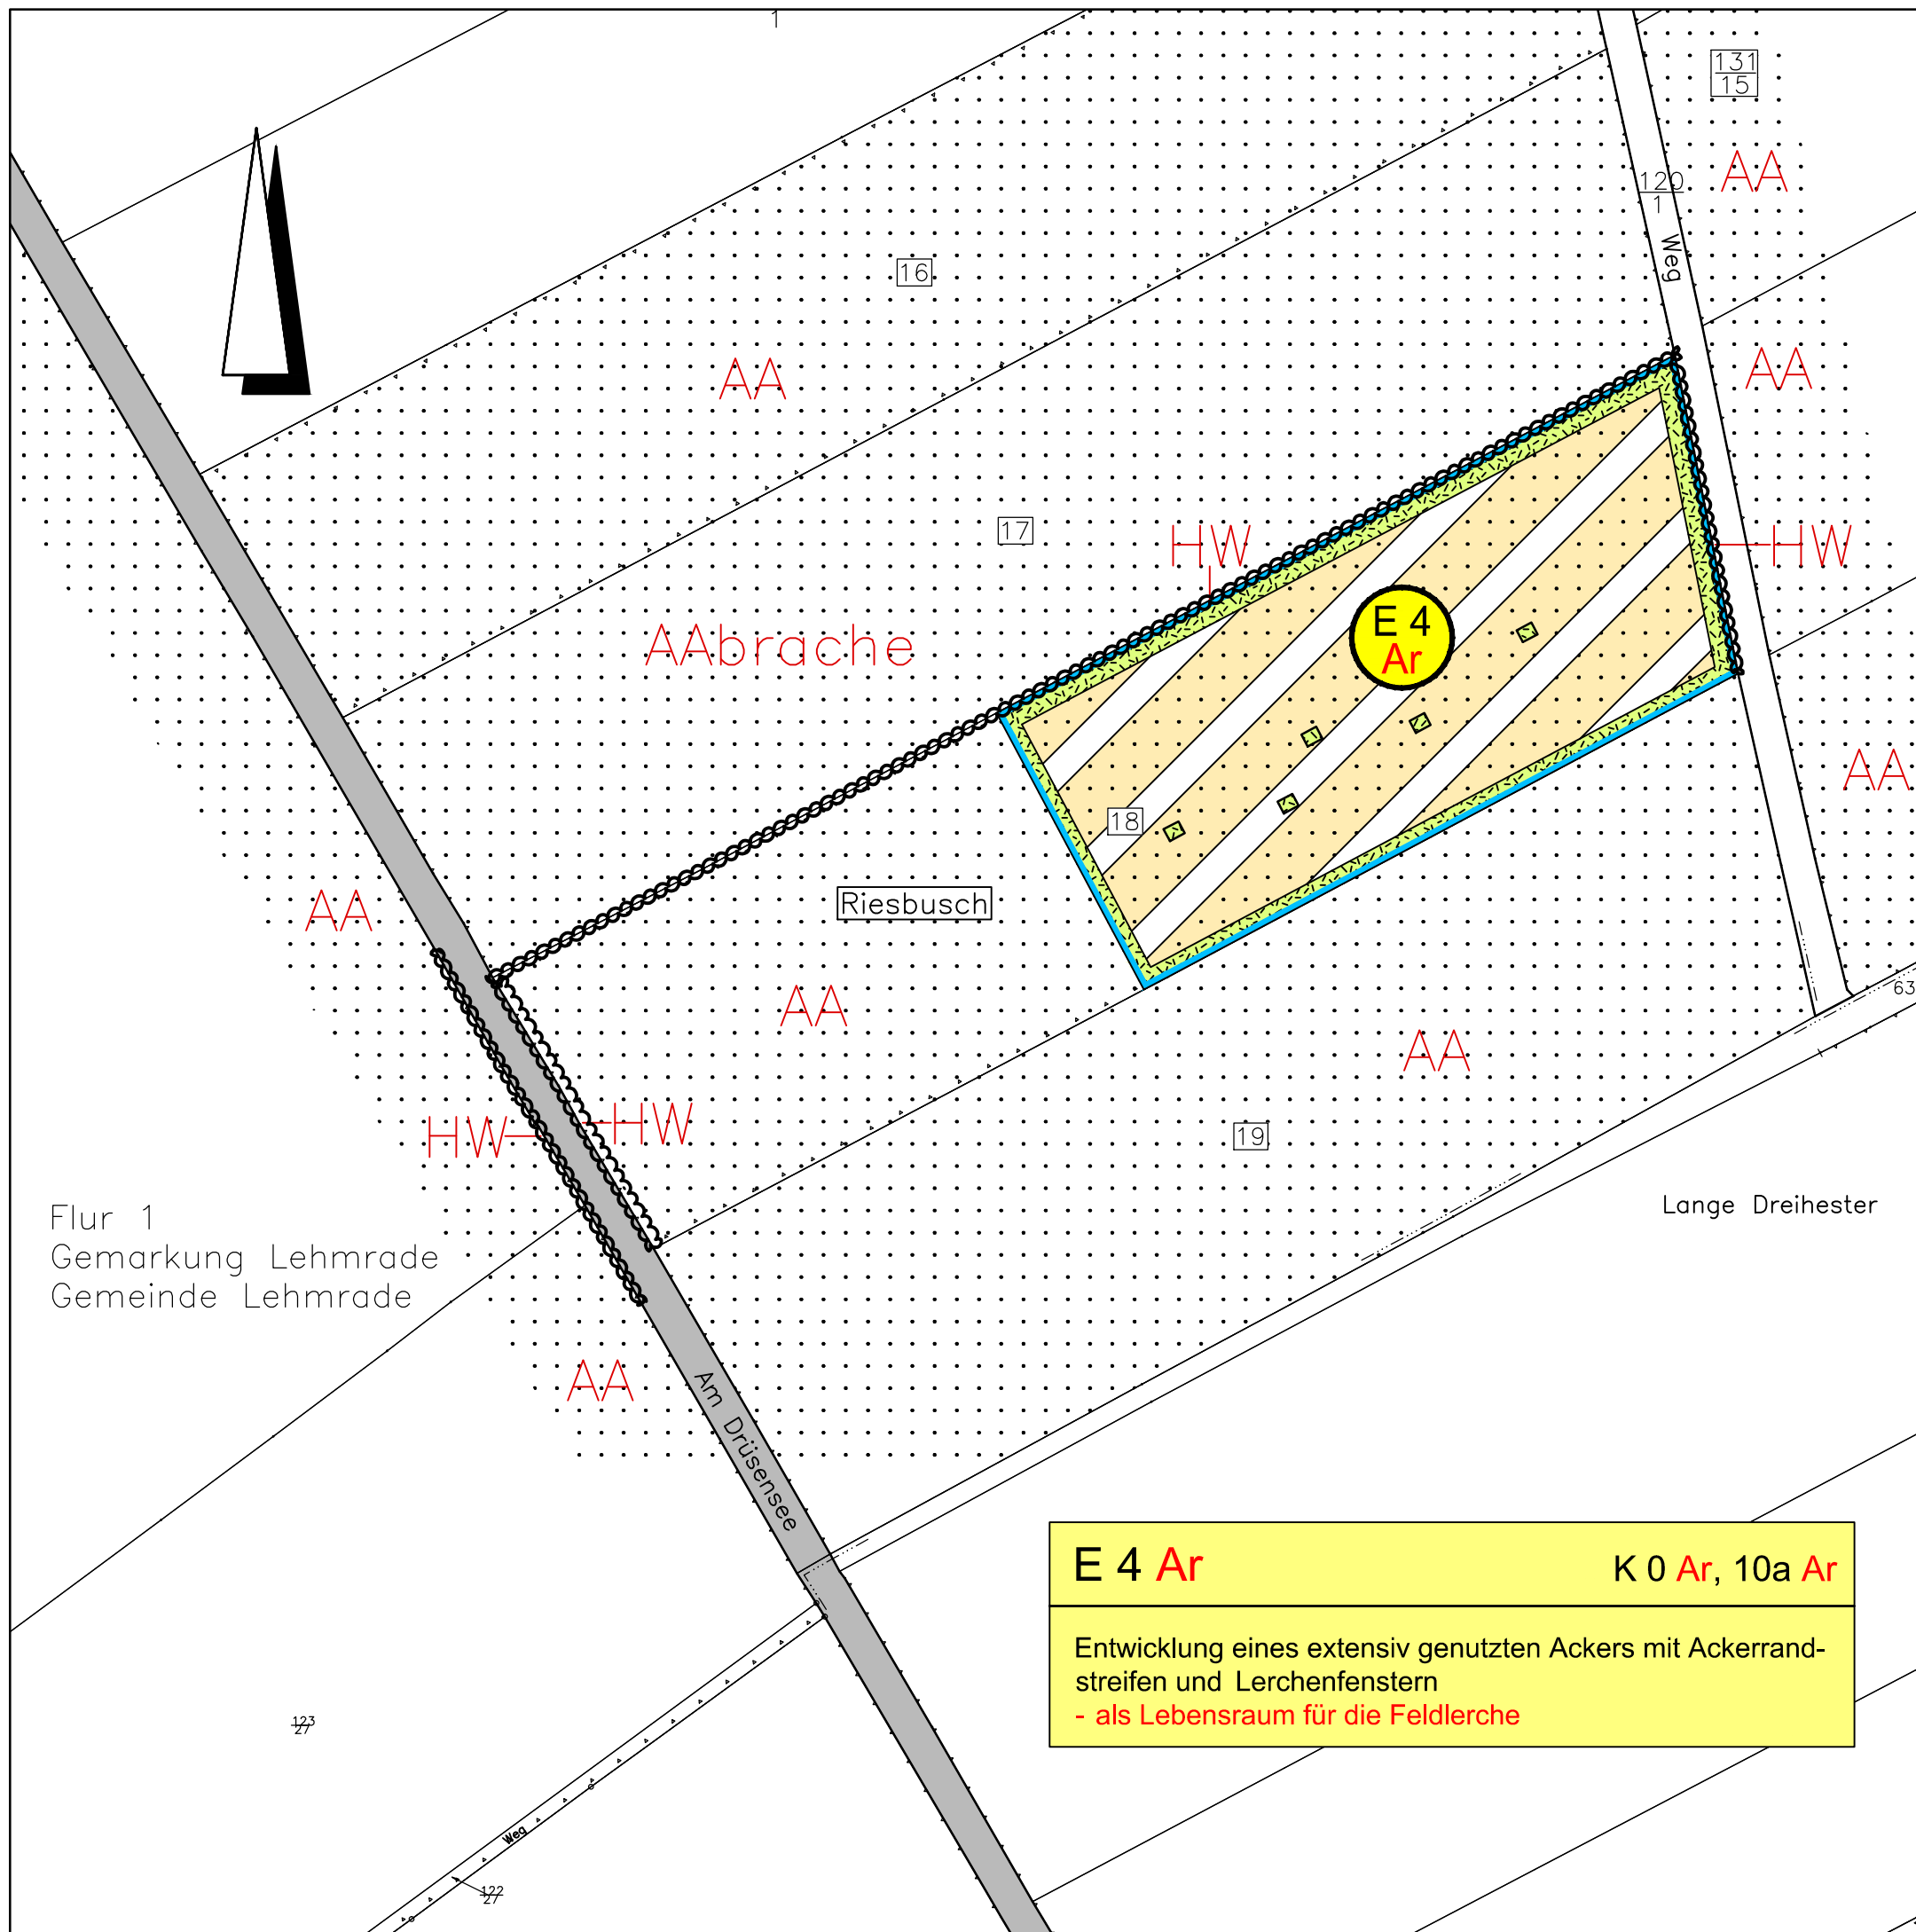 1
131
15
AA
120
1
Weg
16
AA
AA
17
HW
HW
E 4
Ar
AAbrache
AA
18
Riesbusch
AA
AA
63
AA
HW
HW
19
Lange Dreihester
Flur 1
Gemarkung Lehmrade
Gemeinde Lehmrade
AA
Am Drüsensee
E 4 Ar
K 0 Ar, 10a Ar
Entwicklung eines extensiv genutzten Ackers mit Ackerrand-
streifen und Lerchenfenstern
- als Lebensraum für die Feldlerche
123
27
Weg
122
27